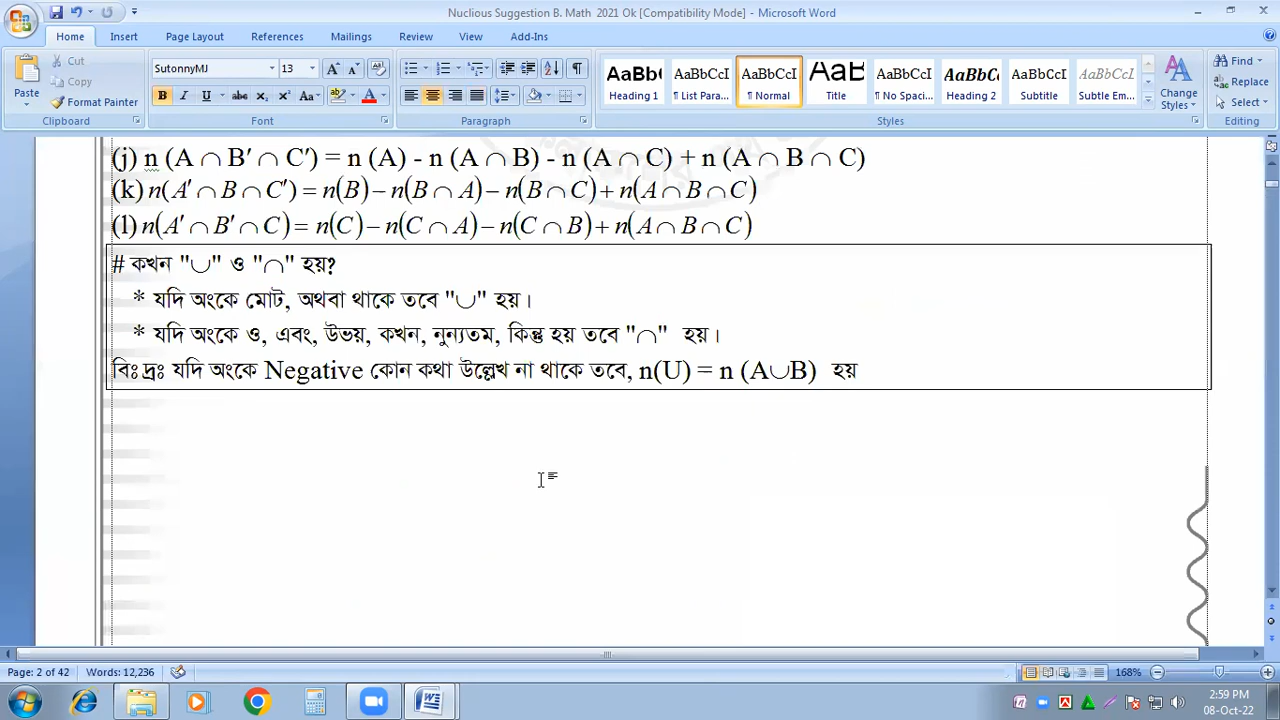 Nuclious Suggestion B. Math 2021 Ok [Compatibility Mode] - Microsoft Word
Home Insert Page Layout References Mailings Review View Add-Ins
Paste Cut Copy Format Painter Clipboard
SutonnyMJ 13 Font
Paragraph
AaBbC AaBbCcI AaBbCcI AaB AaBbCcI AaBbCc AaBbCcI AaBbCcI
Heading 1 ¶ List Para... ¶ Normal Title ¶ No Spaci... Heading 2 Subtitle Subtle Em...
Styles
Change Styles
Find Replace Select Editing
(j) n (A ∩ B′ ∩ C′) = n (A) - n (A ∩ B) - n (A ∩ C) + n (A ∩ B ∩ C)
(k) n(A′ ∩ B ∩ C′) = n(B) − n(B ∩ A) − n(B ∩ C) + n(A ∩ B ∩ C)
(l) n(A′ ∩ B′ ∩ C) = n(C) − n(C ∩ A) − n(C ∩ B) + n(A ∩ B ∩ C)
# কখন "∪" ও "∩" হয়?
* যদি অংকে মোট, অথবা থাকে তবে "∪" হয়।
* যদি অংকে ও, এবং, উভয়, কখন, নুন্যতম, কিন্তু হয় তবে "∩" হয়।
বিঃ দ্রঃ যদি অংকে Negative কোন কথা উল্লেখ না থাকে তবে, n(U) = n (A∪B) হয়
Page: 2 of 42 Words: 12,236 168%
2:59 PM
08-Oct-22